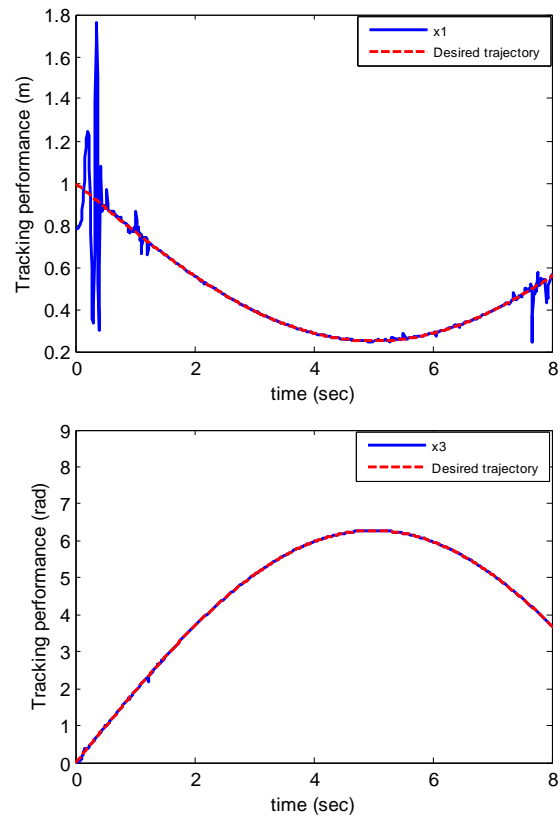 1.8
1.6
1.4
1.2
1
0.8
0.6
0.4
0.2
Tracking performance (m)
x1
Desired trajectory
0 2 4 6 8
time (sec)
9
8
7
6
5
4
3
2
1
0
Tracking performance (rad)
x3
Desired trajectory
0 2 4 6 8
time (sec)